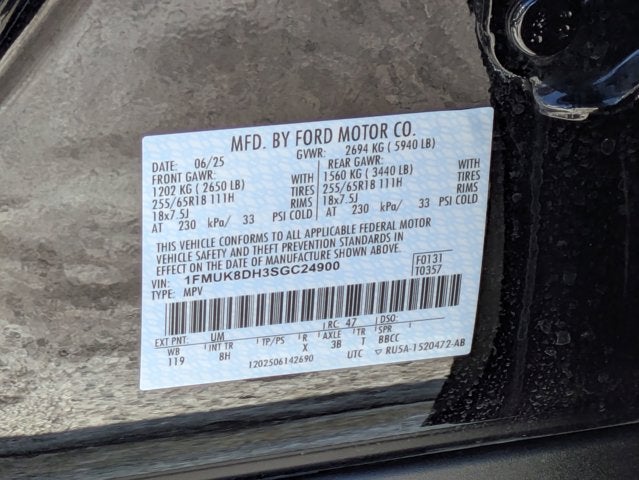 MFD. BY FORD MOTOR CO.
DATE: 06/25 GVWR: 2694 KG ( 5940 LB)
FRONT GAWR: REAR GAWR:
1202 KG ( 2650 LB) WITH 1560 KG ( 3440 LB) WITH
255/65R18 111H TIRES 255/65R18 111H TIRES
18x7.5J RIMS 18x7.5J RIMS
AT 230 kPa/ 33 PSI COLD AT 230 kPa/ 33 PSI COLD
THIS VEHICLE CONFORMS TO ALL APPLICABLE FEDERAL MOTOR
VEHICLE SAFETY AND THEFT PREVENTION STANDARDS IN
EFFECT ON THE DATE OF MANUFACTURE SHOWN ABOVE.
VIN: 1FMUK8DH3SGC24900 F0131
TYPE: MPV T0357
EXT PNT: UM RC: 47 DSO:
WB INT TR TP/PS R AXLE TR SPR
119 8H X 3B T BBCC
1202506142690 UTC ▽ RU5A-1520472-AB